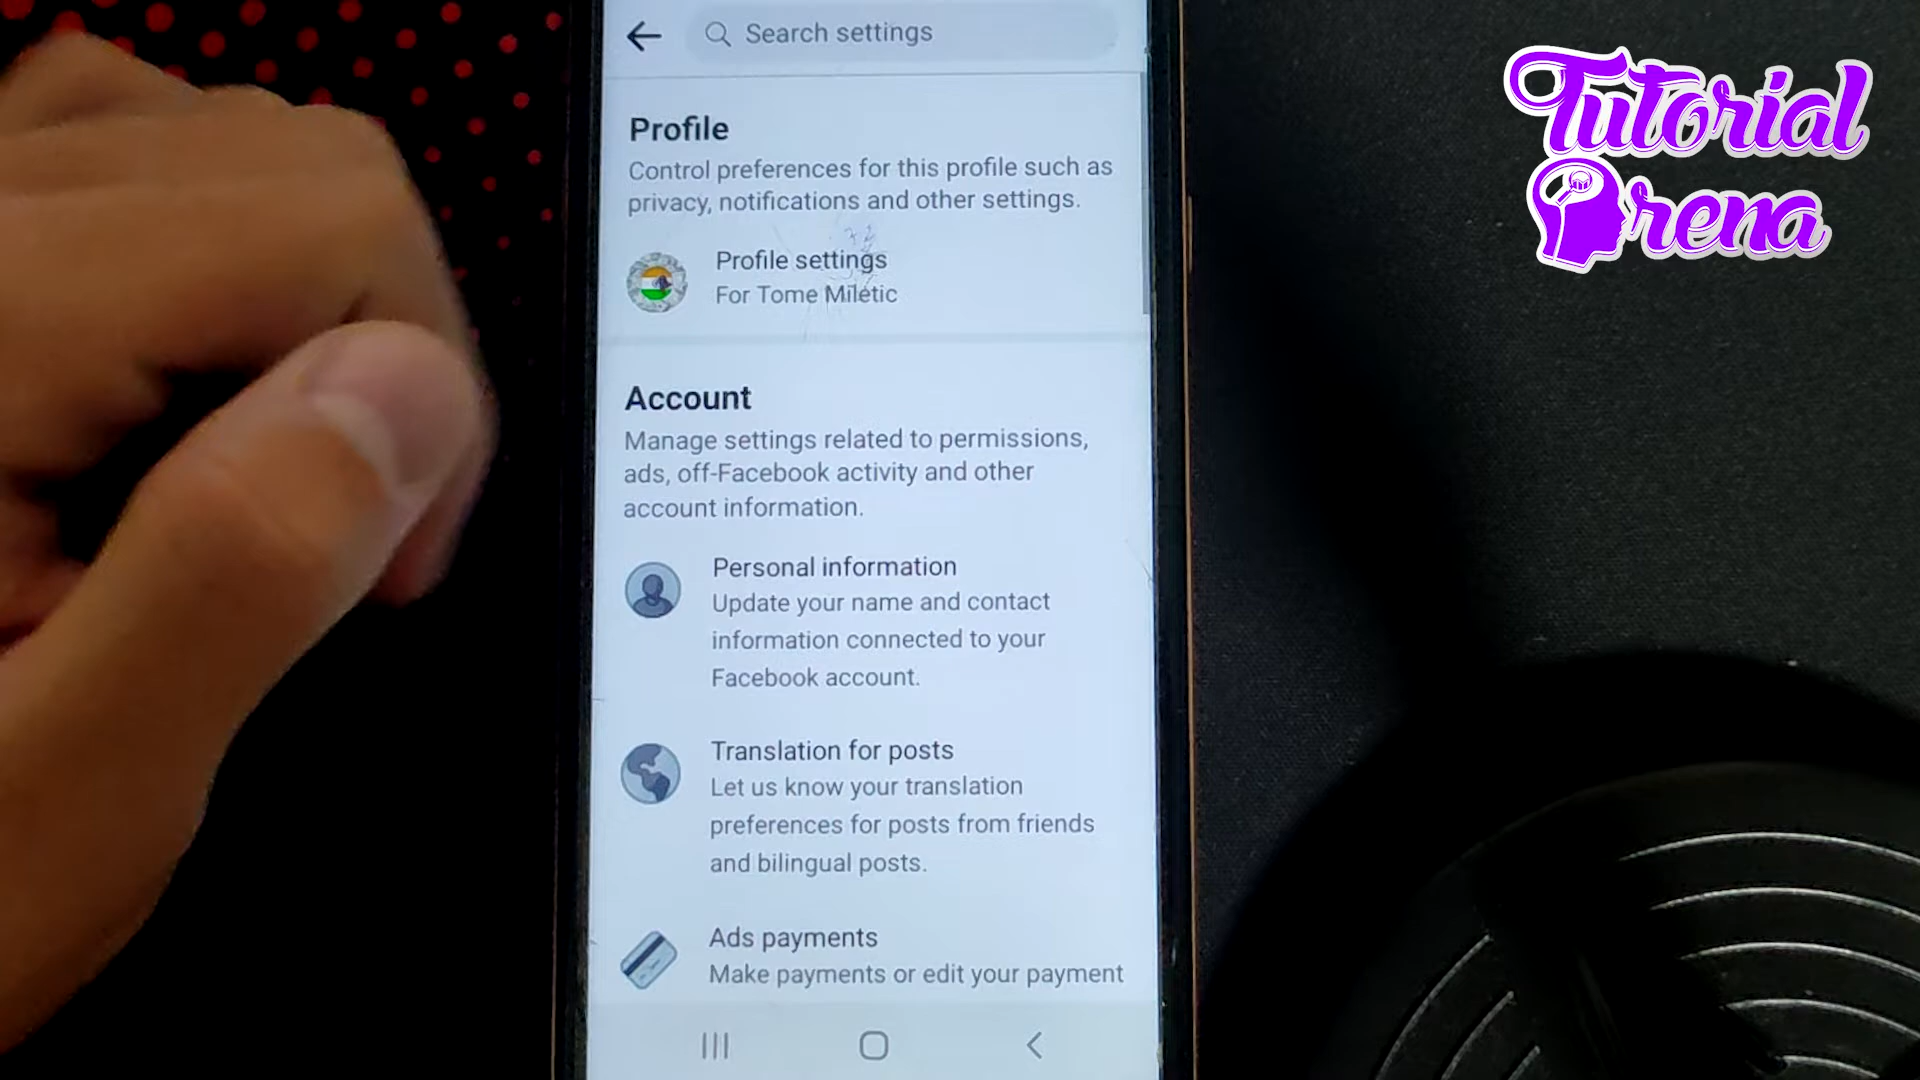 Search settings
Tutorial
Arena
Profile
Control preferences for this profile such as
privacy, notifications and other settings.
Profile settings
For Tome Miletic
Account
Manage settings related to permissions,
ads, off-Facebook activity and other
account information.
Personal information
Update your name and contact
information connected to your
Facebook account.
Translation for posts
Let us know your translation
preferences for posts from friends
and bilingual posts.
Ads payments
Make payments or edit your payment